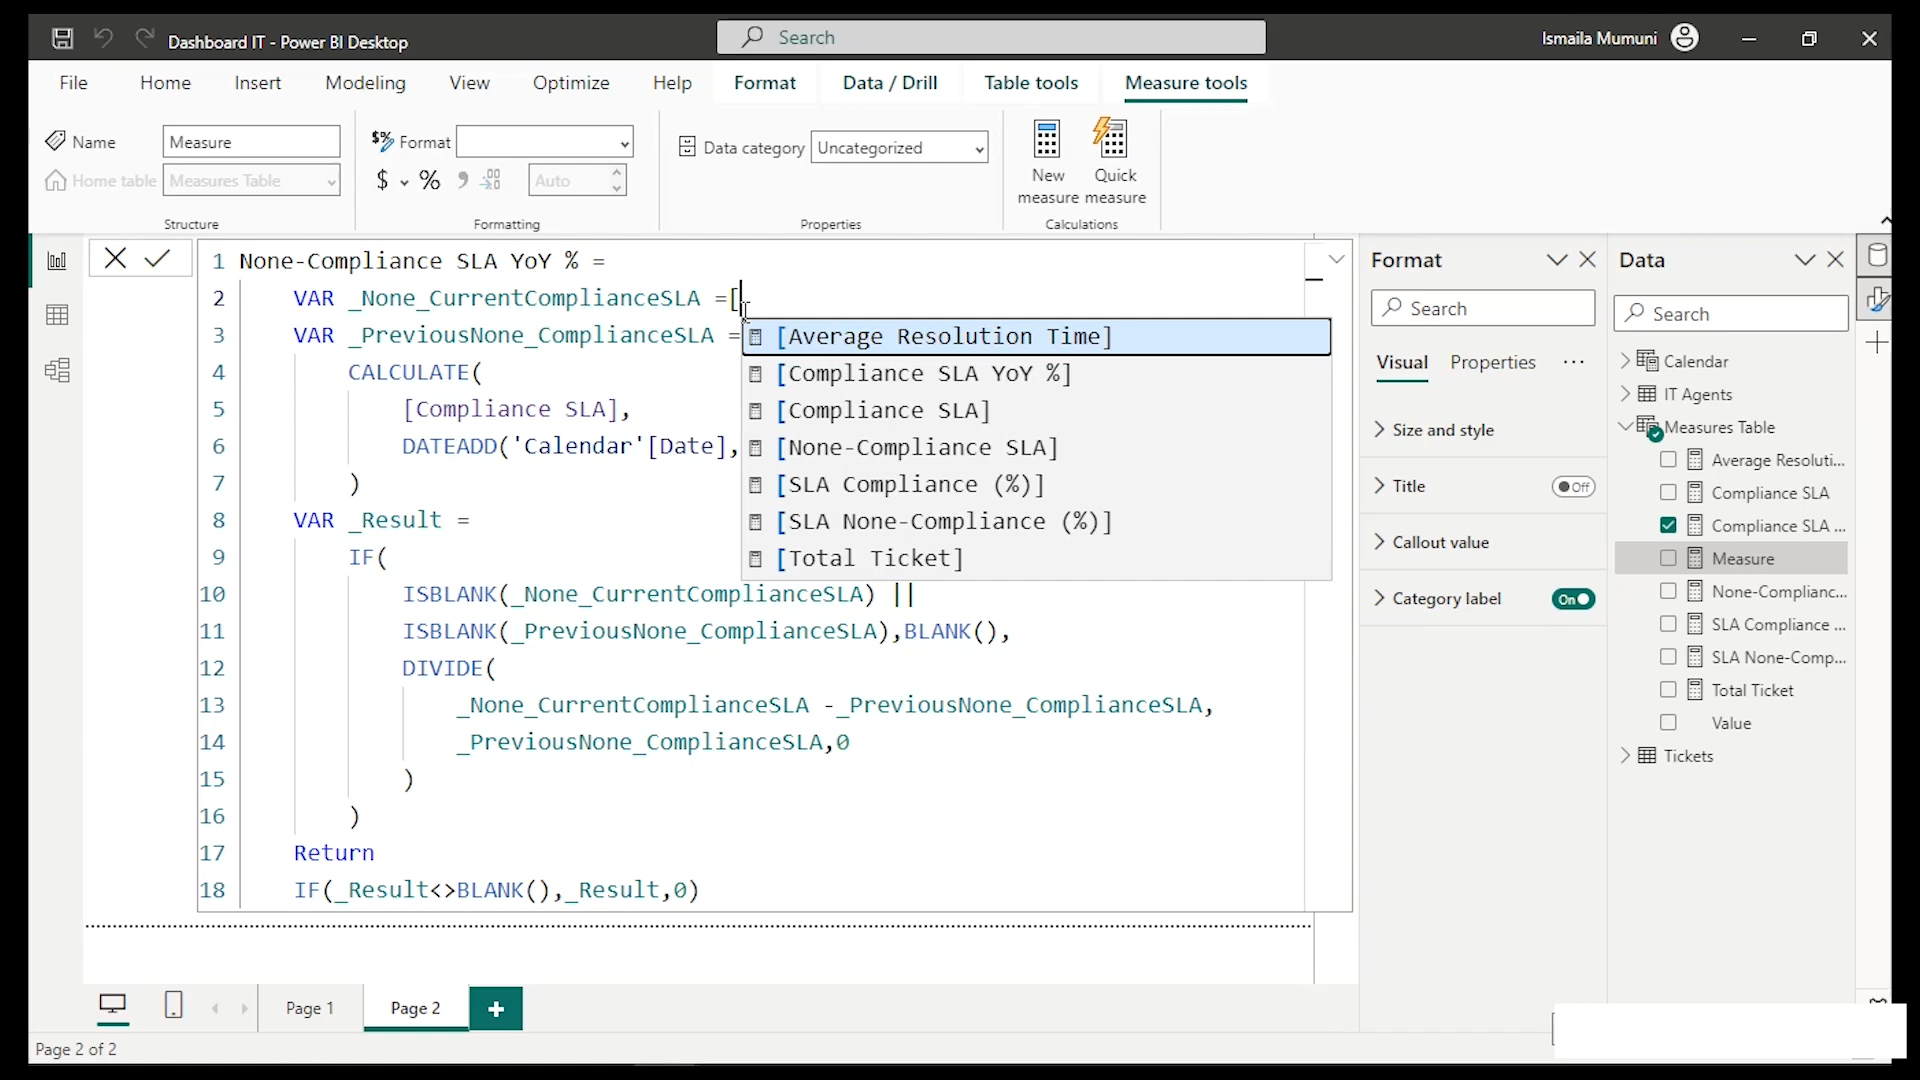 Dashboard IT - Power BI Desktop
Search
Ismaila Mumuni
File
Home
Insert
Modeling
View
Optimize
Help
Format
Data / Drill
Table tools
Measure tools
Name
Measure
Home table
Measures Table
Structure
Format
$
%
Auto
Formatting
Data category
Uncategorized
Properties
New
measure
Quick
measure
Calculations
1 None-Compliance SLA YoY % =
2 VAR _None_CurrentComplianceSLA =[
3 VAR _PreviousNone_ComplianceSLA =
4 CALCULATE(
5 [Compliance SLA],
6 DATEADD('Calendar'[Date],
7 )
8 VAR _Result =
9 IF(
10 ISBLANK(_None_CurrentComplianceSLA) ||
11 ISBLANK(_PreviousNone_ComplianceSLA),BLANK(),
12 DIVIDE(
13 _None_CurrentComplianceSLA -_PreviousNone_ComplianceSLA,
14 _PreviousNone_ComplianceSLA,0
15 )
16 )
17 Return
18 IF(_Result<>BLANK(),_Result,0)
[Average Resolution Time]
[Compliance SLA YoY %]
[Compliance SLA]
[None-Compliance SLA]
[SLA Compliance (%)]
[SLA None-Compliance (%)]
[Total Ticket]
Format
Search
Visual
Properties
...
Size and style
Title
Off
Callout value
Category label
On
Data
Search
Calendar
IT Agents
Measures Table
Average Resoluti...
Compliance SLA
Compliance SLA ...
Measure
None-Complianc...
SLA Compliance ...
SLA None-Comp...
Total Ticket
Value
Tickets
Page 1
Page 2
+
Page 2 of 2